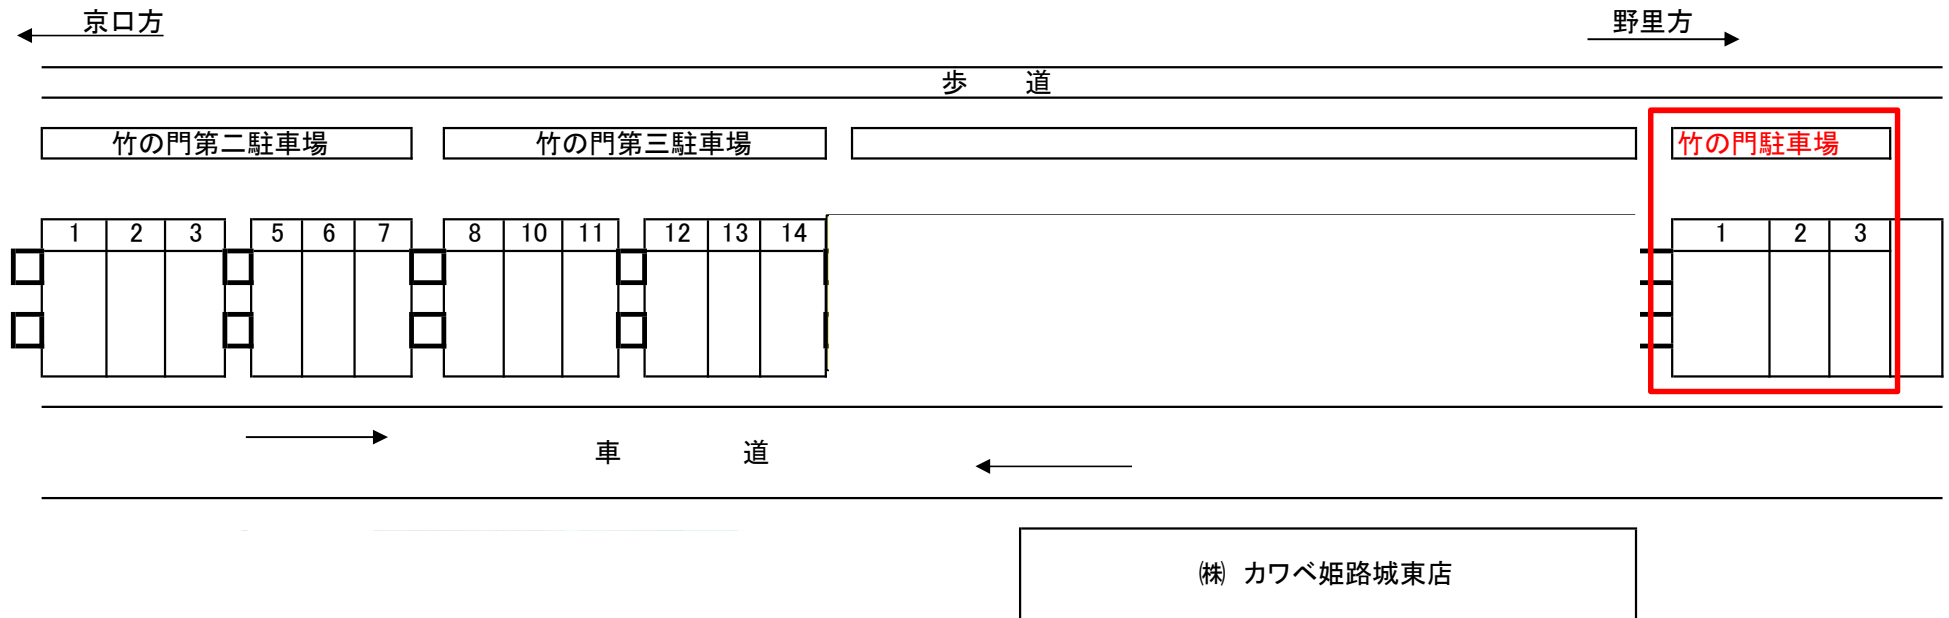 京口方
野里方
歩 道
竹の門第二駐車場 竹の門第三駐車場 竹の門駐車場
1 2 3 5 6 7 8 10 11 12 13 14 1 2 3
車 道
㈱ カワベ姫路城東店